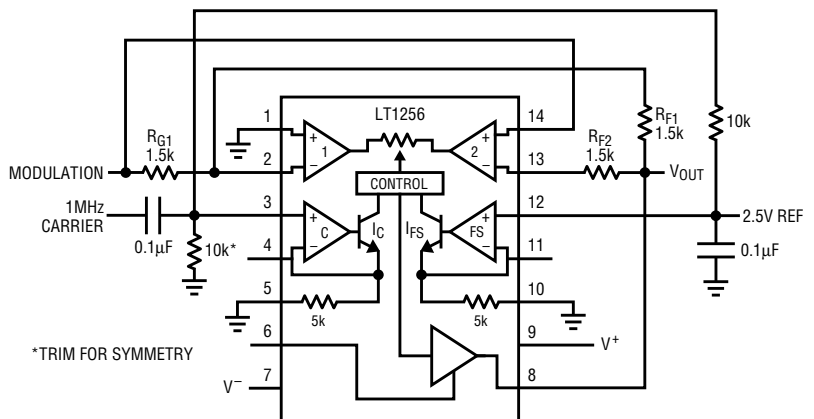 1
LT1256
14
R_G1
1.5k
+
1
−
2
+
−
R_F1
1.5k
10k
2
13
R_F2
1.5k
MODULATION
V_OUT
CONTROL
1MHz
CARRIER
3
12
2.5V REF
+
C
−
I_C
I_FS
+
FS
−
0.1µF
10k*
4
11
0.1µF
5
10
5k
5k
6
9
V+
*TRIM FOR SYMMETRY
V−
7
8